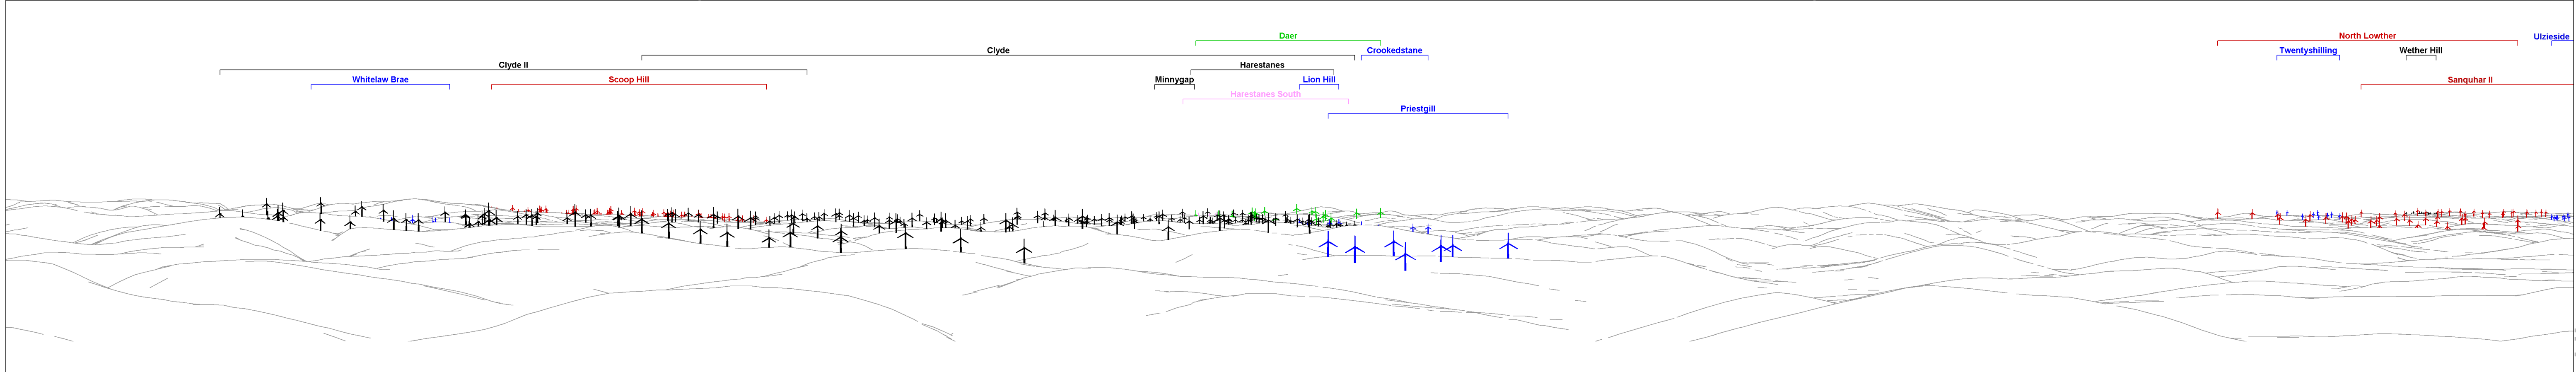 Daer
North Lowther
Ulzieside
Clyde
Crookedstane
Twentyshilling
Wether Hill
Clyde II
Harestanes
Whitelaw Brae
Scoop Hill
Minnygap
Lion Hill
Sanquhar II
Harestanes South
Priestgill